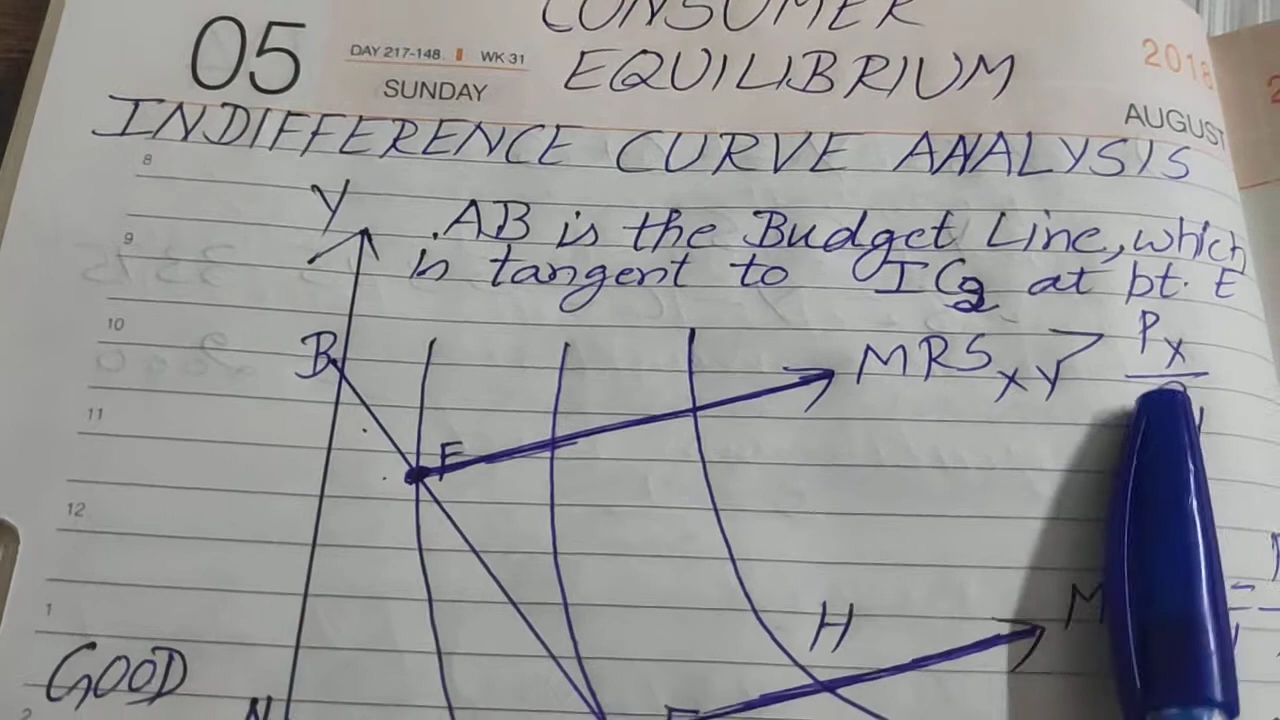 CONSUMER
05
DAY 217-148 WK 31
EQUILIBRIUM
2018
SUNDAY
AUGUST
INDIFFERENCE CURVE ANALYSIS
8
Y
AB is the Budget Line, which
9
is tangent to IC2 at pt. E
10
B
MRSXY > PX
11
F
12
1
H
M
GOOD
2
N
E